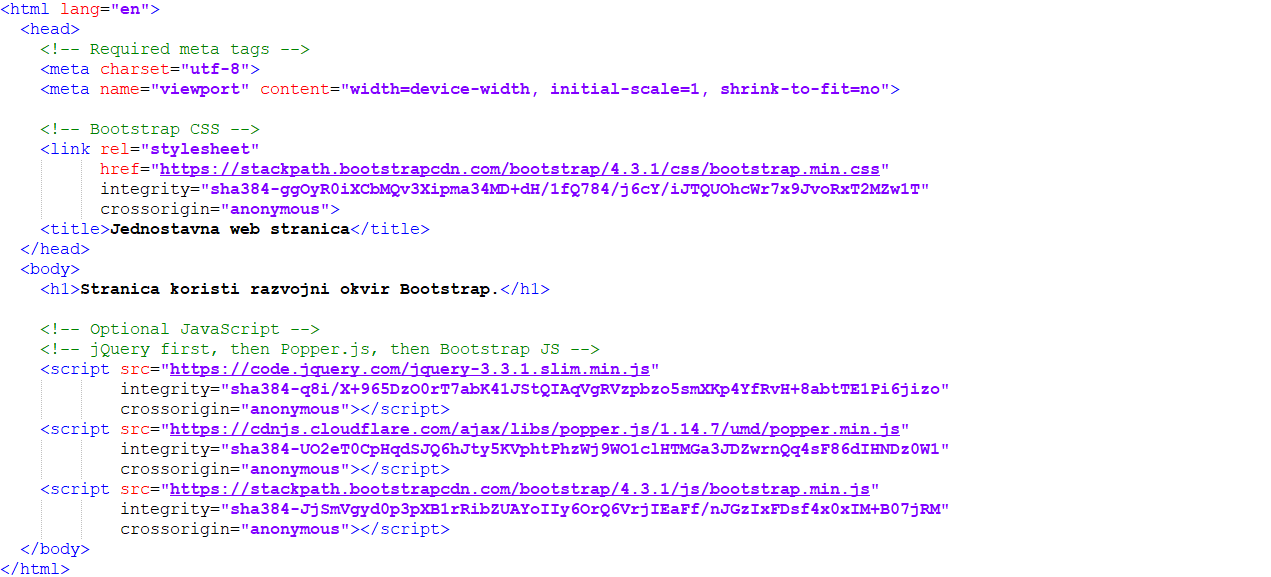 <html lang="en">
<head>
<!-- Required meta tags -->
<meta charset="utf-8">
<meta name="viewport" content="width=device-width, initial-scale=1, shrink-to-fit=no">
<!-- Bootstrap CSS -->
<link rel="stylesheet"
href="https://stackpath.bootstrapcdn.com/bootstrap/4.3.1/css/bootstrap.min.css"
integrity="sha384-ggOyR0iXCbMQv3Xipma34MD+dH/1fQ784/j6cY/iJTQUOhcWr7x9JvoRxT2MZw1T"
crossorigin="anonymous">
<title>Jednostavna web stranica</title>
</head>
<body>
<h1>Stranica koristi razvojni okvir Bootstrap.</h1>
<!-- Optional JavaScript -->
<!-- jQuery first, then Popper.js, then Bootstrap JS -->
<script src="https://code.jquery.com/jquery-3.3.1.slim.min.js"
integrity="sha384-q8i/X+965DzO0rT7abK41JStQIAqVgRVzpbzo5smXKp4YfRvH+8abtTE1Pi6jizo"
crossorigin="anonymous"></script>
<script src="https://cdnjs.cloudflare.com/ajax/libs/popper.js/1.14.7/umd/popper.min.js"
integrity="sha384-UO2eT0CpHqdSJQ6hJty5KVphtPhzWj9WO1clHTMGa3JDZwrnQq4sF86dIHNDz0W1"
crossorigin="anonymous"></script>
<script src="https://stackpath.bootstrapcdn.com/bootstrap/4.3.1/js/bootstrap.min.js"
integrity="sha384-JjSmVgyd0p3pXB1rRibZUAYoIIy6OrQ6VrjIEaFf/nJGzIxFDsf4x0xIM+B07jRM"
crossorigin="anonymous"></script>
</body>
</html>